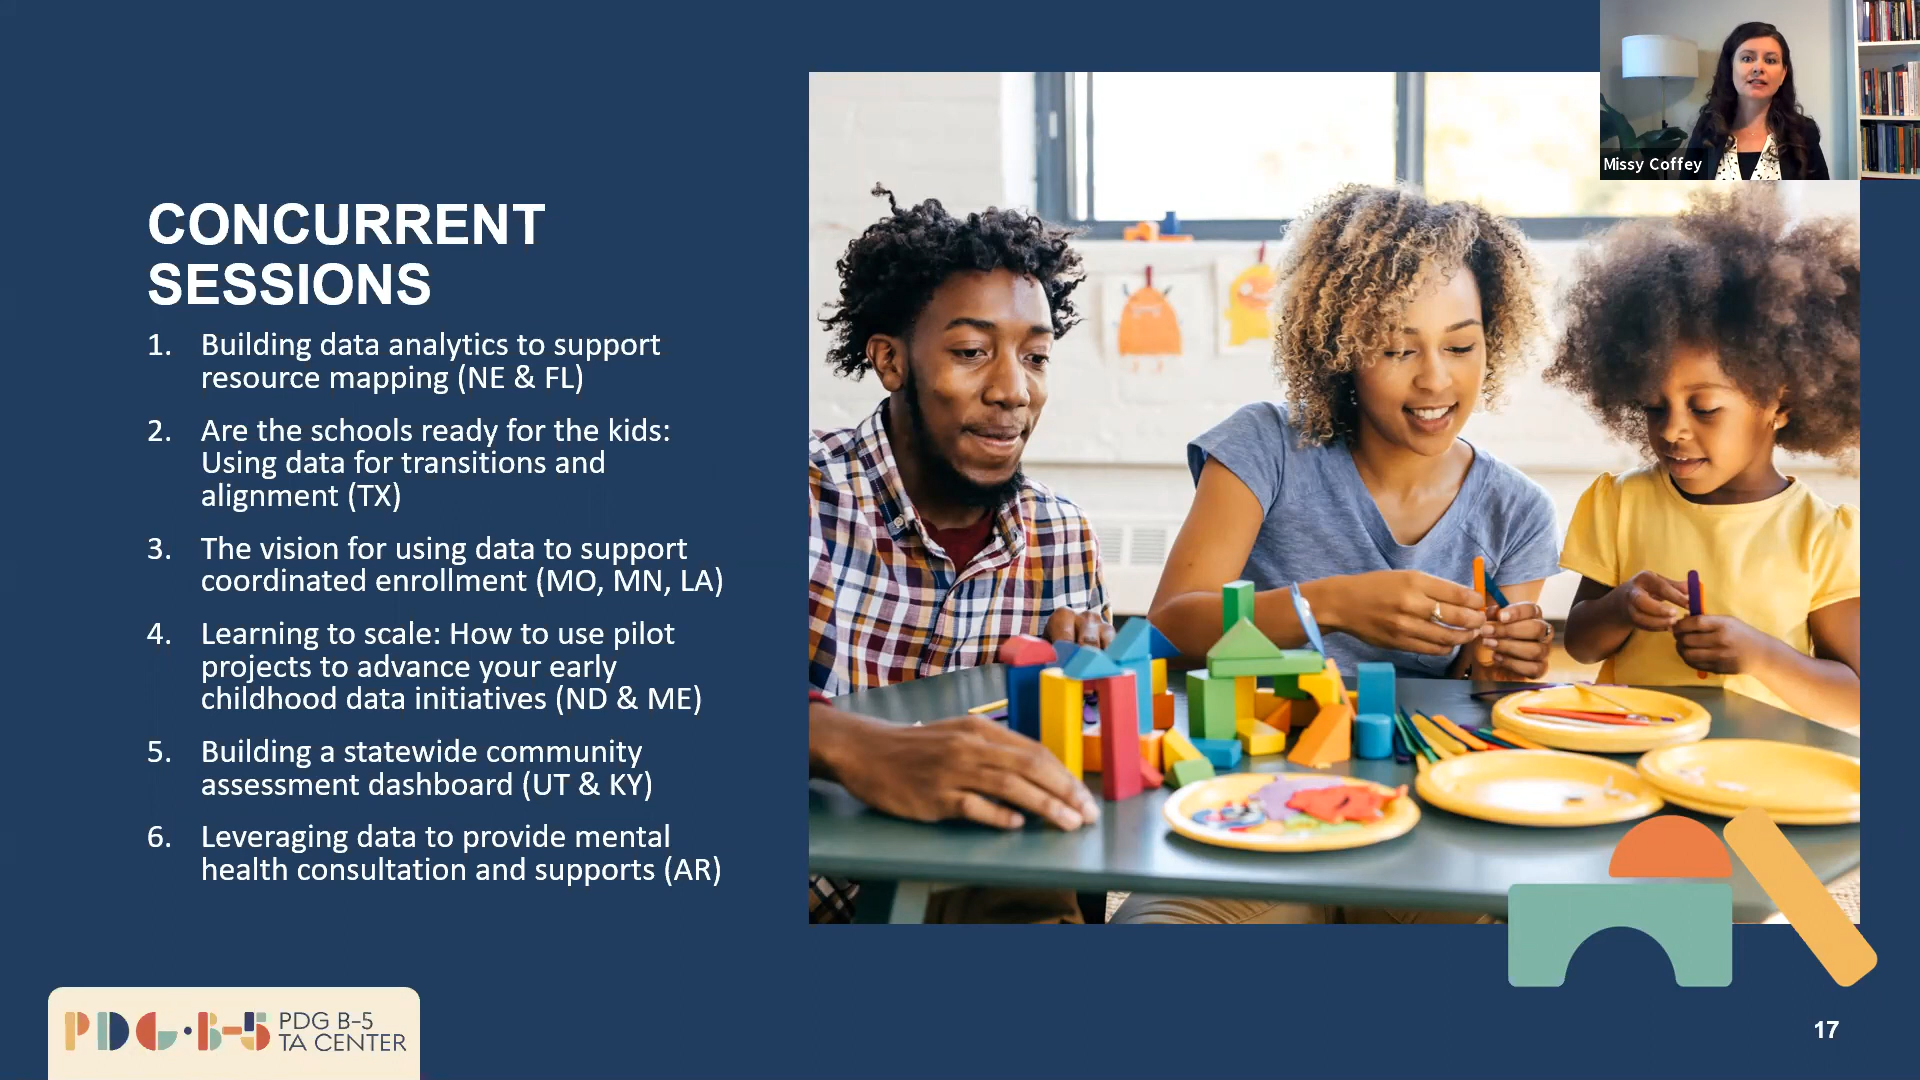 Missy Coffey
CONCURRENT
SESSIONS
1. Building data analytics to support
resource mapping (NE & FL)
2. Are the schools ready for the kids:
Using data for transitions and
alignment (TX)
3. The vision for using data to support
coordinated enrollment (MO, MN, LA)
4. Learning to scale: How to use pilot
projects to advance your early
childhood data initiatives (ND & ME)
5. Building a statewide community
assessment dashboard (UT & KY)
6. Leveraging data to provide mental
health consultation and supports (AR)
PDG·B-5
PDG B-5
TA CENTER
17